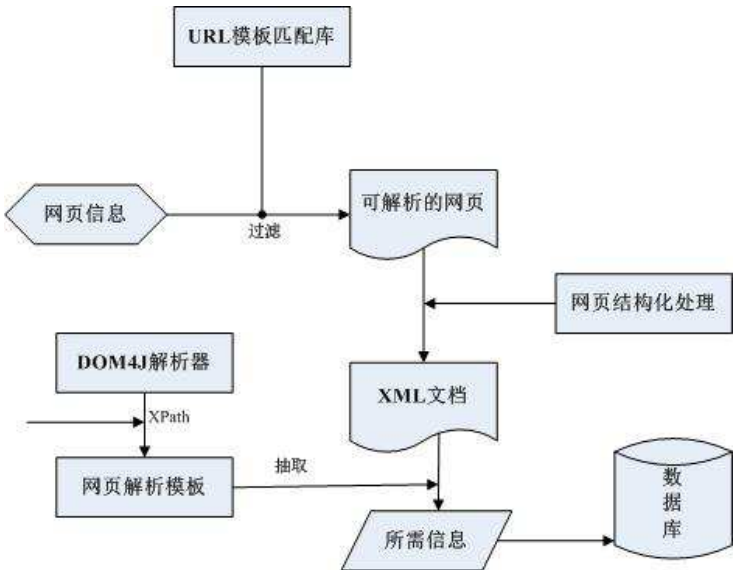 URL模板匹配库
网页信息
过滤
可解析的网页
网页结构化处理
DOM4J解析器
XPath
XML文档
网页解析模板
抽取
所需信息
数
据
库